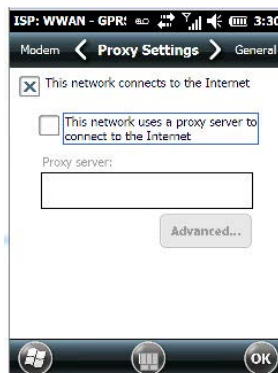 ISP: WWAN - GPR: 3:30
Modem Proxy Settings General
This network connects to the Internet
This network uses a proxy server to
connect to the Internet
Proxy server:
Advanced...
OK